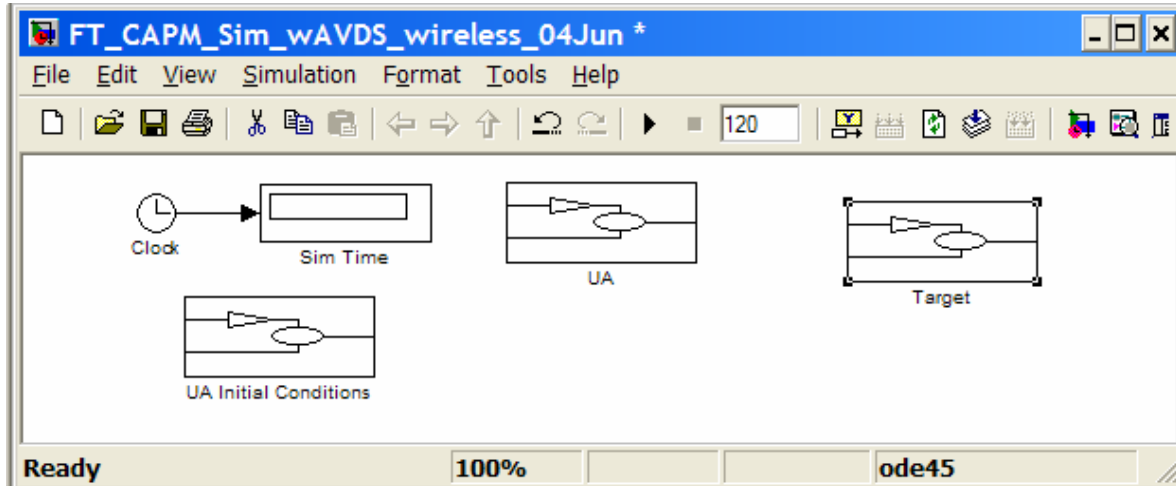 FT_CAPM_Sim_wAVDS_wireless_04Jun *
File Edit View Simulation Format Tools Help
120
Clock
Sim Time
UA
Target
UA Initial Conditions
Ready 100% ode45